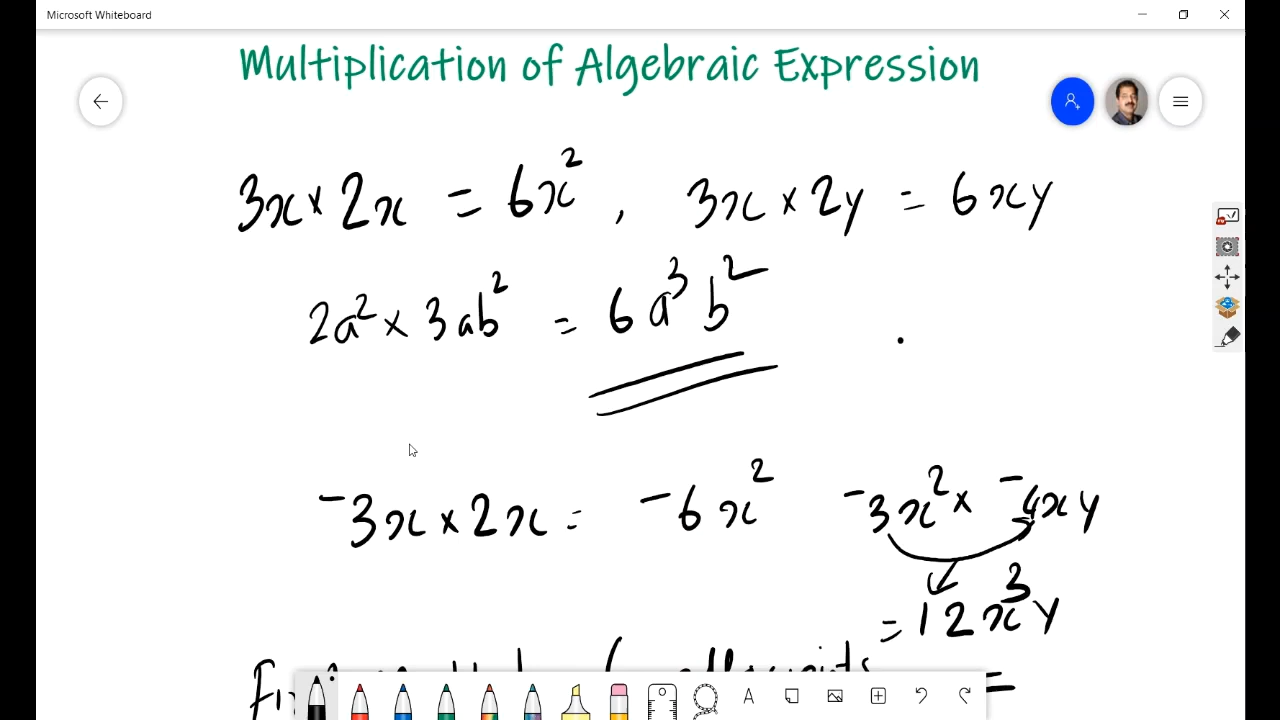 Microsoft Whiteboard
Multiplication of Algebraic Expression
3x × 2x = 6x², 3x × 2y = 6xy
2a² × 3ab² = 6a³b²
-3x × 2x = -6x² -3x² × -4xy
= 12x³y
A